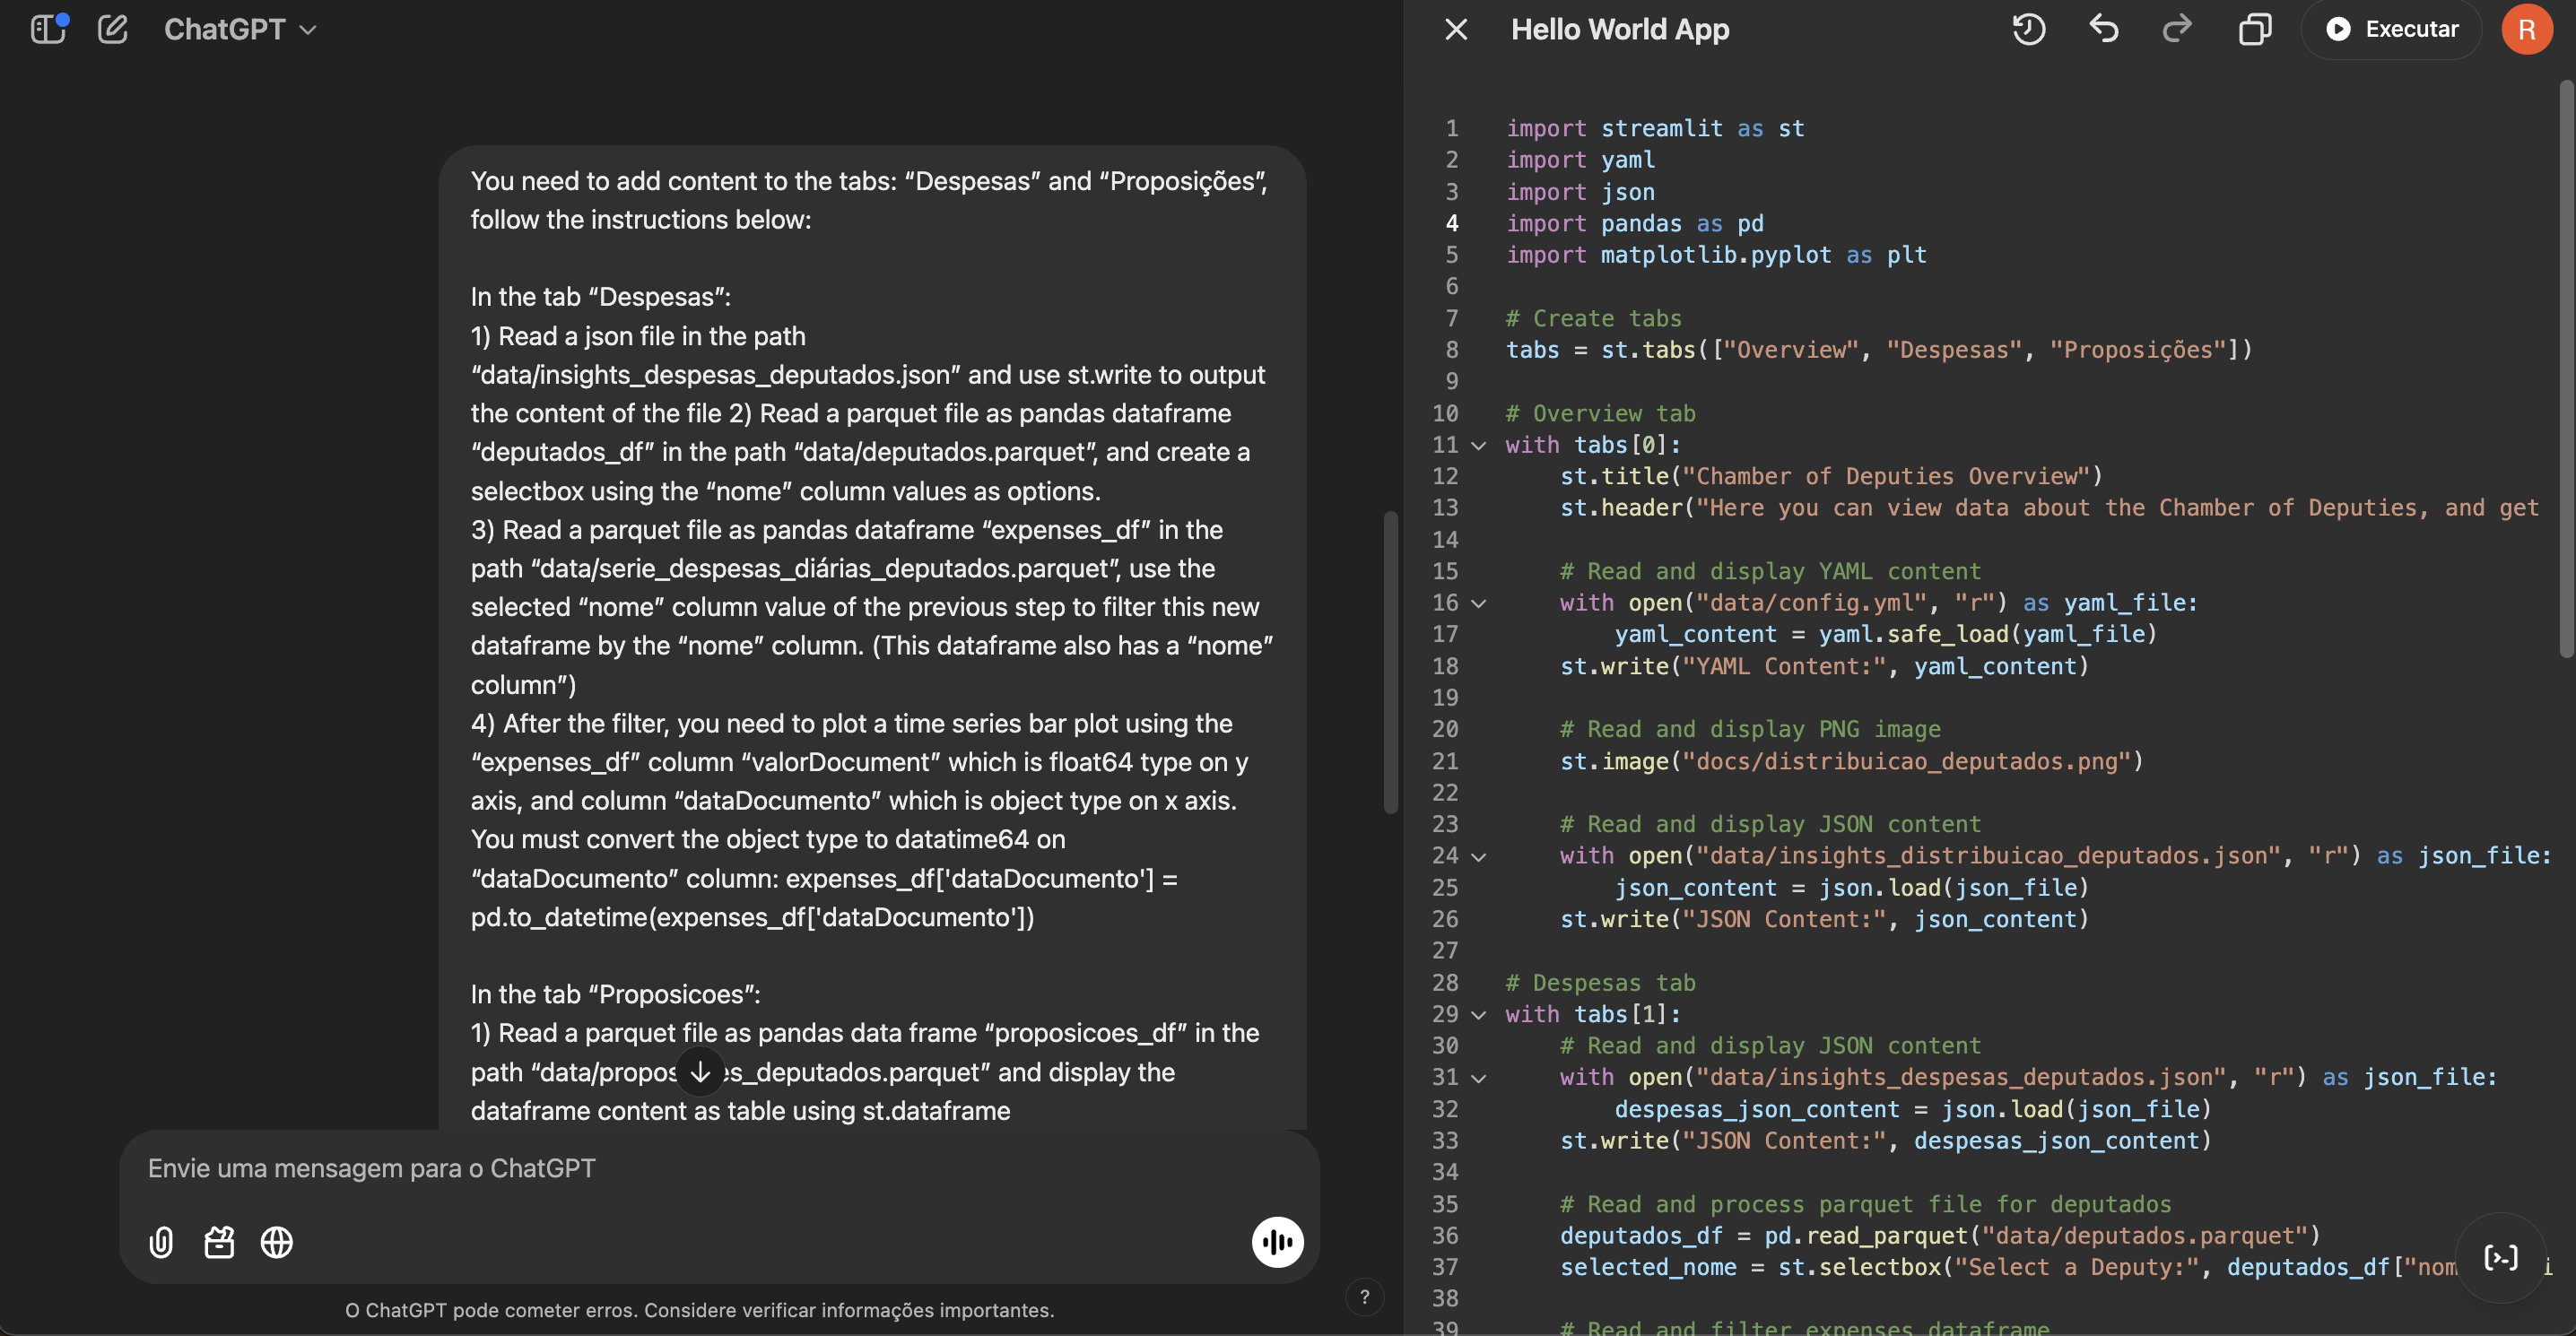 ChatGPT
You need to add content to the tabs: “Despesas” and “Proposições”,
follow the instructions below:
In the tab “Despesas”:
1) Read a json file in the path
“data/insights_despesas_deputados.json” and use st.write to output
the content of the file 2) Read a parquet file as pandas dataframe
“deputados_df” in the path “data/deputados.parquet”, and create a
selectbox using the “nome” column values as options.
3) Read a parquet file as pandas dataframe “expenses_df” in the
path “data/serie_despesas_diárias_deputados.parquet”, use the
selected “nome” column value of the previous step to filter this new
dataframe by the “nome” column. (This dataframe also has a “nome”
column”)
4) After the filter, you need to plot a time series bar plot using the
“expenses_df” column “valorDocument” which is float64 type on y
axis, and column “dataDocumento” which is object type on x axis.
You must convert the object type to datatime64 on
“dataDocumento” column: expenses_df['dataDocumento'] =
pd.to_datetime(expenses_df['dataDocumento'])
In the tab “Proposicoes”:
1) Read a parquet file as pandas data frame “proposicoes_df” in the
path “data/propos es_deputados.parquet” and display the
dataframe content as table using st.dataframe
Envie uma mensagem para o ChatGPT
O ChatGPT pode cometer erros. Considere verificar informações importantes.
?
Hello World App
Executar
R
1 import streamlit as st
2 import yaml
3 import json
4 import pandas as pd
5 import matplotlib.pyplot as plt
6
7 # Create tabs
8 tabs = st.tabs(["Overview", "Despesas", "Proposições"])
9
10 # Overview tab
11 with tabs[0]:
12 st.title("Chamber of Deputies Overview")
13 st.header("Here you can view data about the Chamber of Deputies, and get
14
15 # Read and display YAML content
16 with open("data/config.yml", "r") as yaml_file:
17 yaml_content = yaml.safe_load(yaml_file)
18 st.write("YAML Content:", yaml_content)
19
20 # Read and display PNG image
21 st.image("docs/distribuicao_deputados.png")
22
23 # Read and display JSON content
24 with open("data/insights_distribuicao_deputados.json", "r") as json_file:
25 json_content = json.load(json_file)
26 st.write("JSON Content:", json_content)
27
28 # Despesas tab
29 with tabs[1]:
30 # Read and display JSON content
31 with open("data/insights_despesas_deputados.json", "r") as json_file:
32 despesas_json_content = json.load(json_file)
33 st.write("JSON Content:", despesas_json_content)
34
35 # Read and process parquet file for deputados
36 deputados_df = pd.read_parquet("data/deputados.parquet")
37 selected_nome = st.selectbox("Select a Deputy:", deputados_df["nom
38
39 # Read and filter expenses dataframe